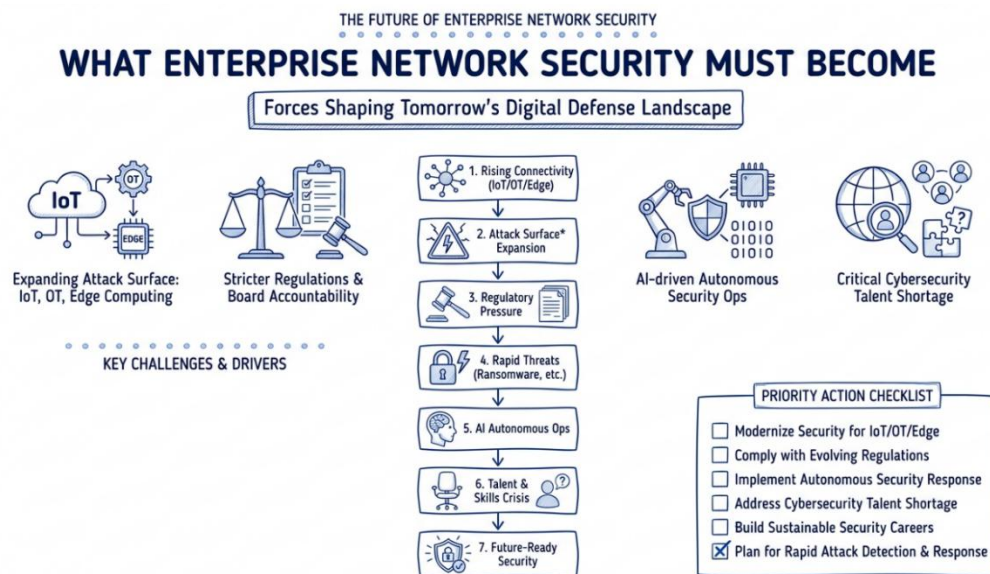 THE FUTURE OF ENTERPRISE NETWORK SECURITY
WHAT ENTERPRISE NETWORK SECURITY MUST BECOME
Forces Shaping Tomorrow's Digital Defense Landscape
IoT
OT
EDGE
Expanding Attack Surface:
IoT, OT, Edge Computing
Stricter Regulations &
Board Accountability
KEY CHALLENGES & DRIVERS
1. Rising Connectivity
(IoT/OT/Edge)
2. Attack Surface*
Expansion
3. Regulatory
Pressure
4. Rapid Threats
(Ransomware, etc.)
5. AI Autonomous Ops
6. Talent &
Skills Crisis
?
7. Future-Ready
Security
01010
01010
01010
AI-driven Autonomous
Security Ops
?
Critical Cybersecurity
Talent Shortage
PRIORITY ACTION CHECKLIST
Modernize Security for IoT/OT/Edge
Comply with Evolving Regulations
Implement Autonomous Security Response
Address Cybersecurity Talent Shortage
Build Sustainable Security Careers
Plan for Rapid Attack Detection & Response